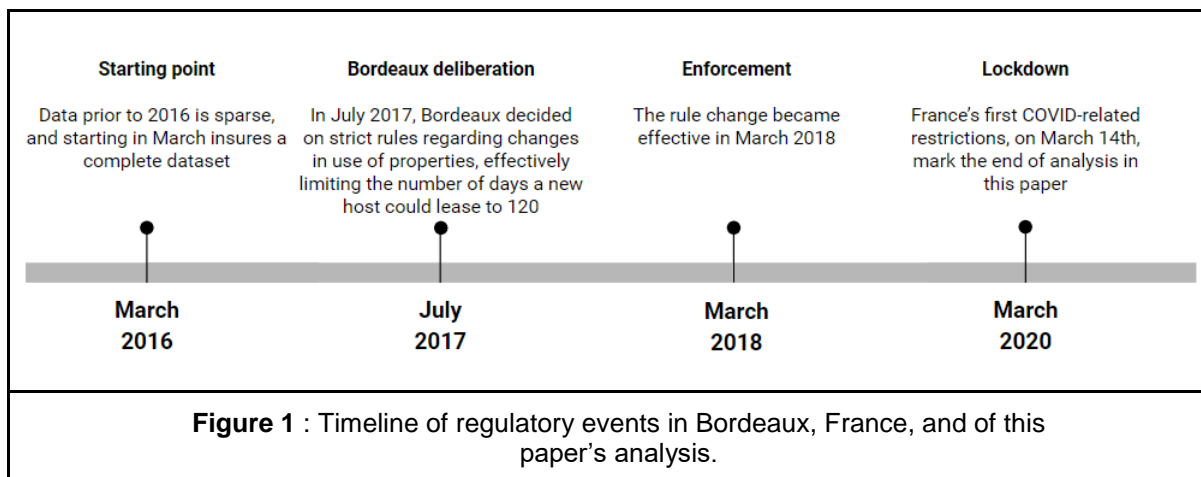 Starting point
Data prior to 2016 is sparse,
and starting in March insures a
complete dataset
Bordeaux deliberation
In July 2017, Bordeaux decided
on strict rules regarding changes
in use of properties, effectively
limiting the number of days a new
host could lease to 120
Enforcement
The rule change became
effective in March 2018
Lockdown
France's first COVID-related
restrictions, on March 14th,
mark the end of analysis in
this paper
March
2016
July
2017
March
2018
March
2020
Figure 1 : Timeline of regulatory events in Bordeaux, France, and of this
paper's analysis.